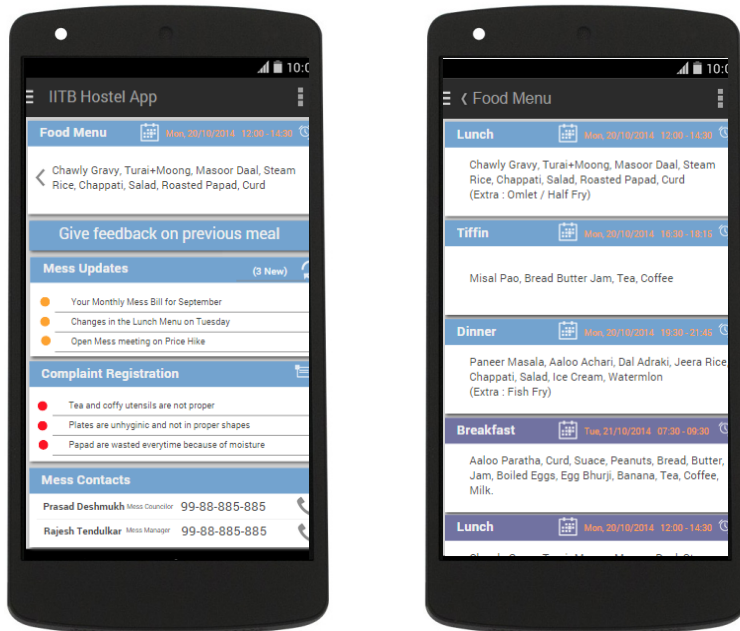 10:0
IITB Hostel App
Food Menu Mon, 20/10/2014 12:00 - 14:30
Chawly Gravy, Turai+Moong, Masoor Daal, Steam
Rice, Chappati, Salad, Roasted Papad, Curd
Give feedback on previous meal
Mess Updates (3 New)
Your Monthly Mess Bill for September
Changes in the Lunch Menu on Tuesday
Open Mess meeting on Price Hike
Complaint Registration
Tea and coffy utensils are not proper
Plates are unhyginic and not in proper shapes
Papad are wasted everytime because of moisture
Mess Contacts
Prasad Deshmukh Mess Councilor 99-88-885-885
Rajesh Tendulkar Mess Manager 99-88-885-885
10:0
Food Menu
Lunch Mon, 20/10/2014 12:00 - 14:30
Chawly Gravy, Turai+Moong, Masoor Daal, Steam
Rice, Chappati, Salad, Roasted Papad, Curd
(Extra : Omlet / Half Fry)
Tiffin Mon, 20/10/2014 16:30 - 18:15
Misal Pao, Bread Butter Jam, Tea, Coffee
Dinner Mon, 20/10/2014 19:30 - 21:45
Paneer Masala, Aaloo Achari, Dal Adraki, Jeera Rice,
Chappati, Salad, Ice Cream, Watermlon
(Extra : Fish Fry)
Breakfast Tue, 21/10/2014 07:30 - 09:30
Aaloo Paratha, Curd, Suace, Peanuts, Bread, Butter,
Jam, Boiled Eggs, Egg Bhurji, Banana, Tea, Coffee,
Milk.
Lunch Mon, 20/10/2014 12:00 - 14:30